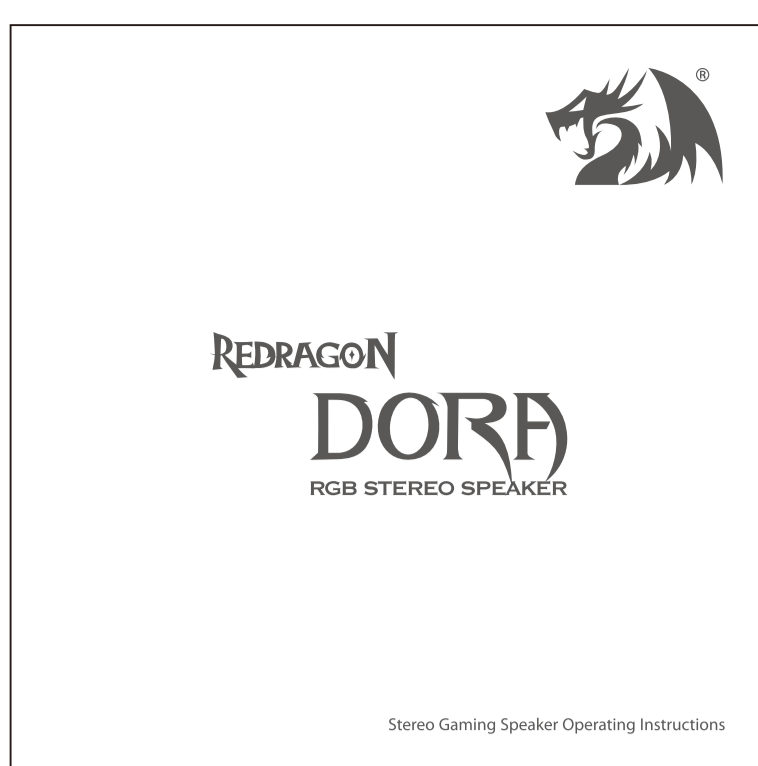 ®
REDRAGON
DORA
RGB STEREO SPEAKER
Stereo Gaming Speaker Operating Instructions